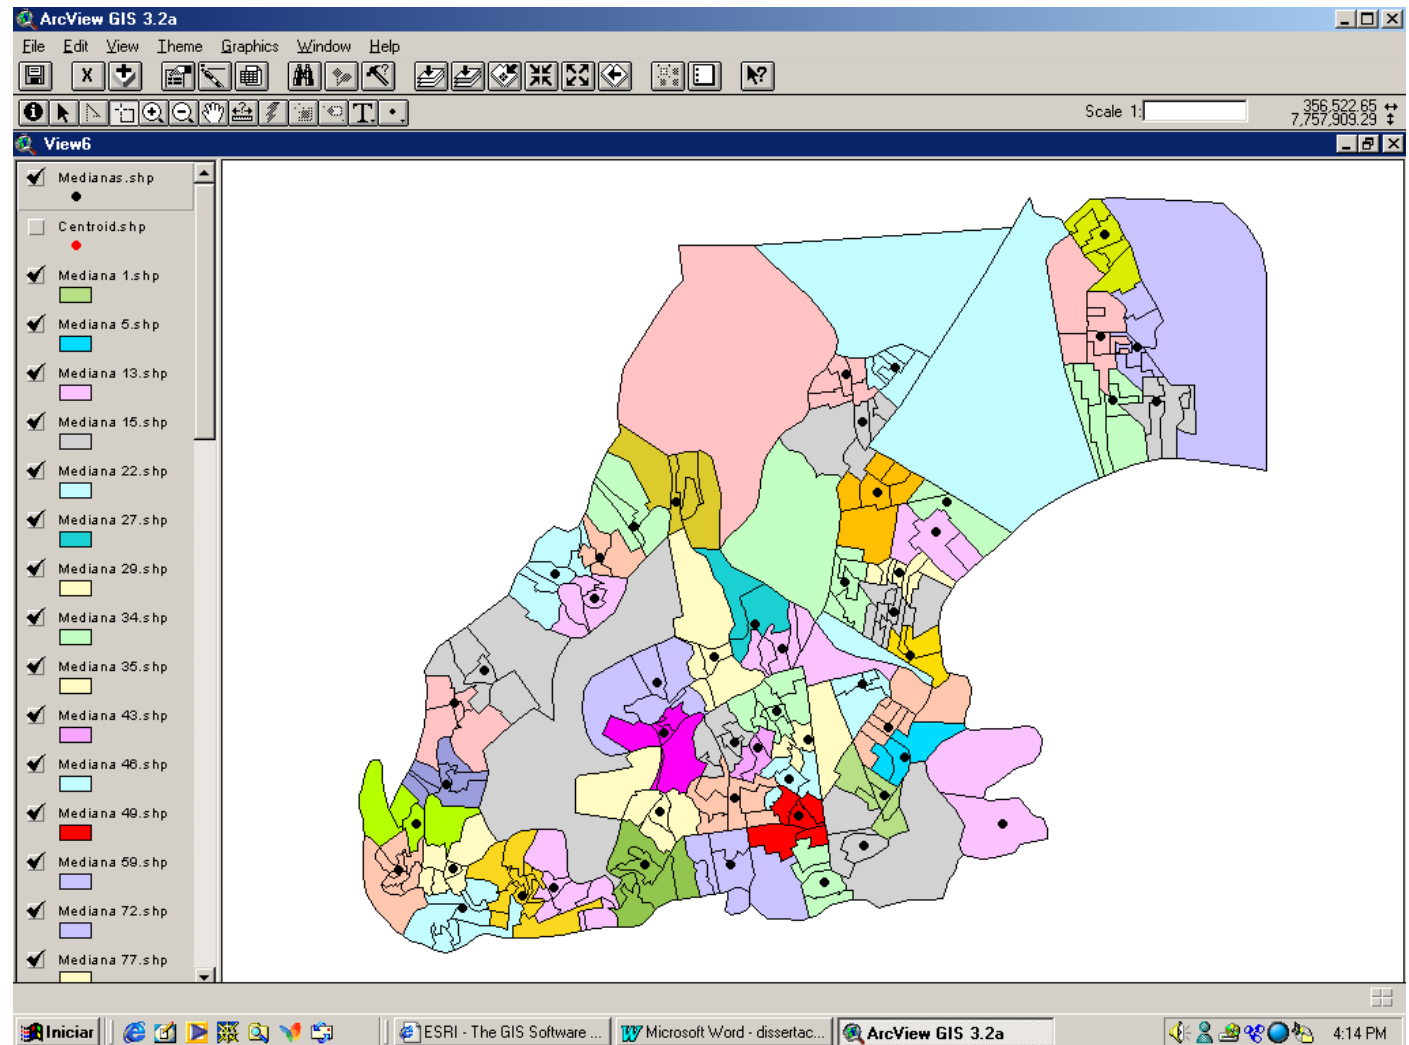 ArcView GIS 3.2a
File Edit View Theme Graphics Window Help
Scale 1:
356,522.65
7,757,909.29
View6
Medianas.shp
Centroid.shp
Mediana 1.shp
Mediana 5.shp
Mediana 13.shp
Mediana 15.shp
Mediana 22.shp
Mediana 27.shp
Mediana 29.shp
Mediana 34.shp
Mediana 35.shp
Mediana 43.shp
Mediana 46.shp
Mediana 49.shp
Mediana 59.shp
Mediana 72.shp
Mediana 77.shp
Iniciar ESRI - The GIS Software ... Microsoft Word - dissertac... ArcView GIS 3.2a 4:14 PM